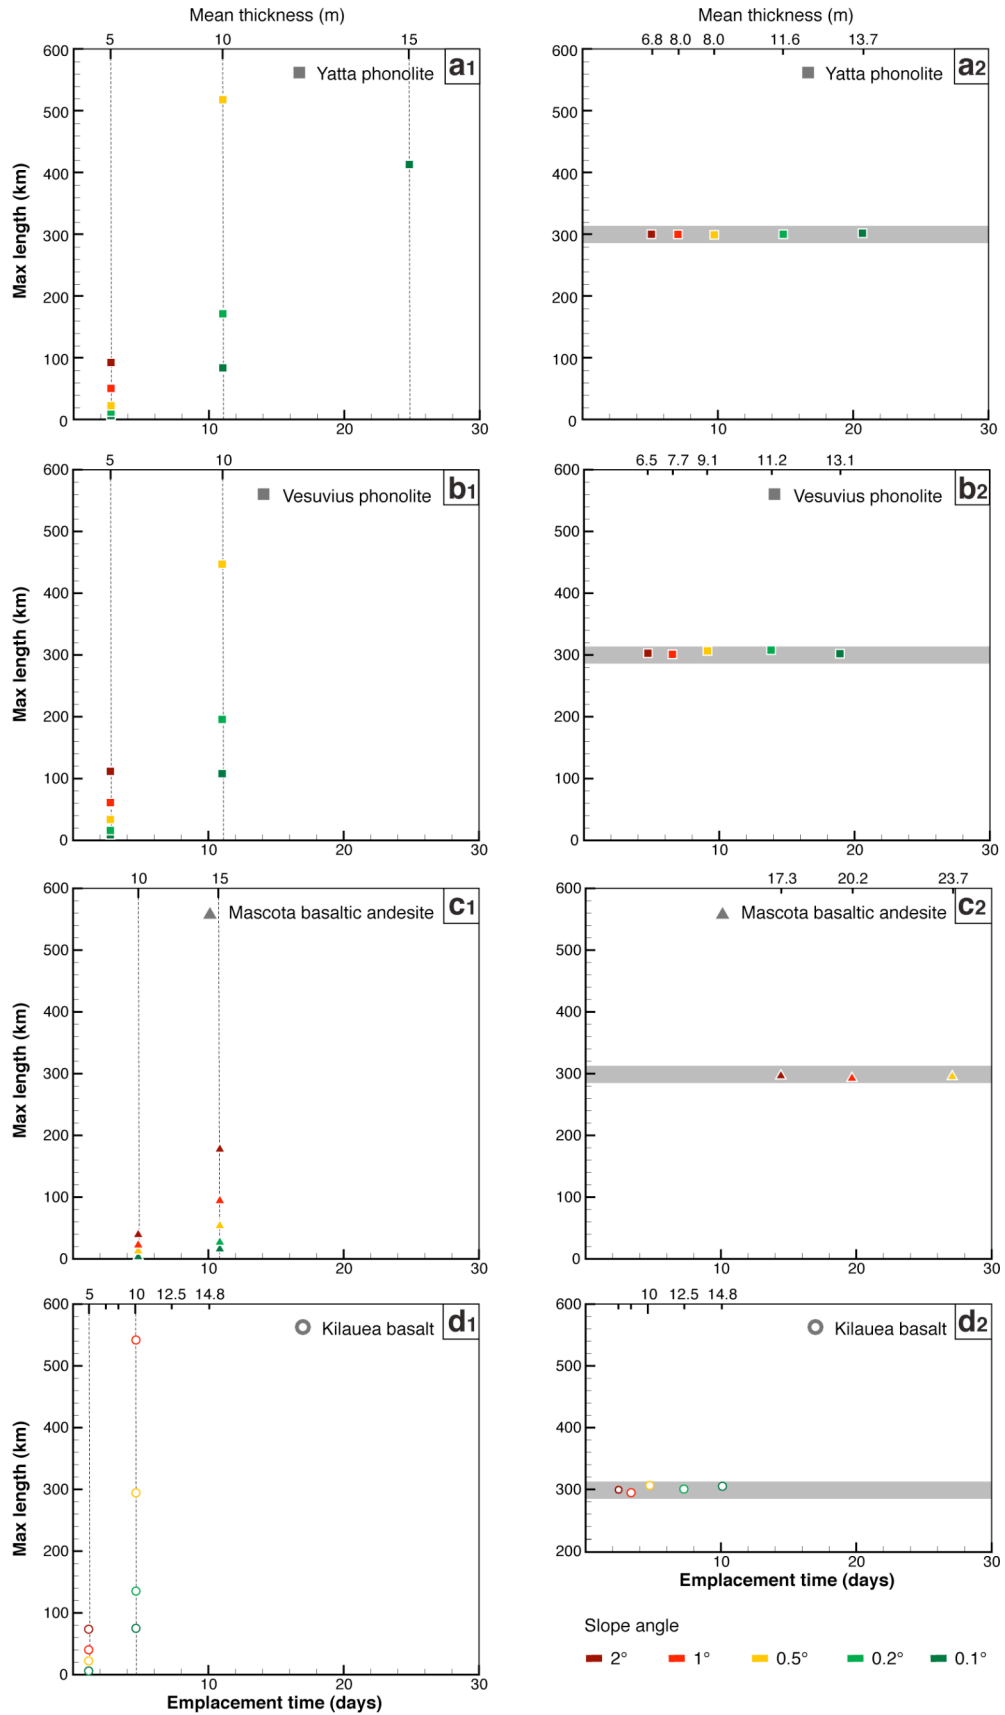 Mean thickness (m)
5 10 15
a1
Yatta phonolite
600
500
400
300
200
100
0
10 20 30
Max length (km)
Mean thickness (m)
6.8 8.0 8.0 11.6 13.7
a2
Yatta phonolite
600
500
400
300
200
100
0
10 20 30
5 10
b1
Vesuvius phonolite
600
500
400
300
200
100
0
10 20 30
Max length (km)
6.5 7.7 9.1 11.2 13.1
b2
Vesuvius phonolite
600
500
400
300
200
100
0
10 20 30
10 15
c1
Mascota basaltic andesite
600
500
400
300
200
100
0
10 20 30
Max length (km)
17.3 20.2 23.7
c2
Mascota basaltic andesite
600
500
400
300
200
100
0
10 20 30
5 10 12.5 14.8
d1
Kilauea basalt
600
500
400
300
200
100
0
10 20 30
Max length (km)
Emplacement time (days)
10 12.5 14.8
d2
Kilauea basalt
600
500
400
300
200
10 20 30
Emplacement time (days)
Slope angle
2° 1° 0.5° 0.2° 0.1°